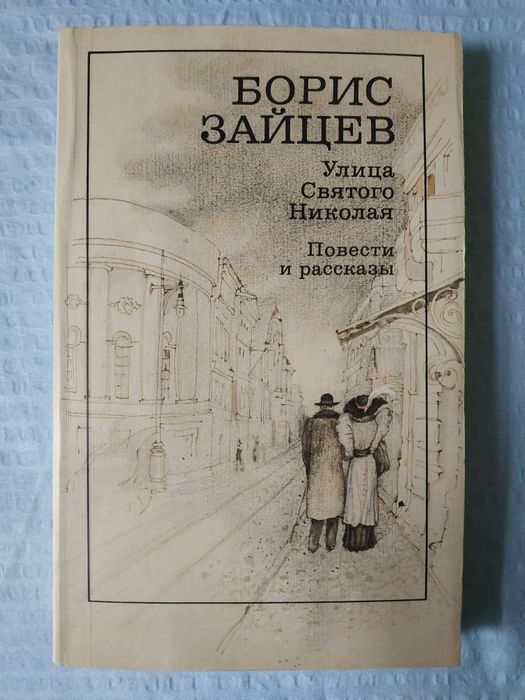 БОРИС
ЗАЙЦЕВ
Улица
Святого
Николая
Повести
и рассказы